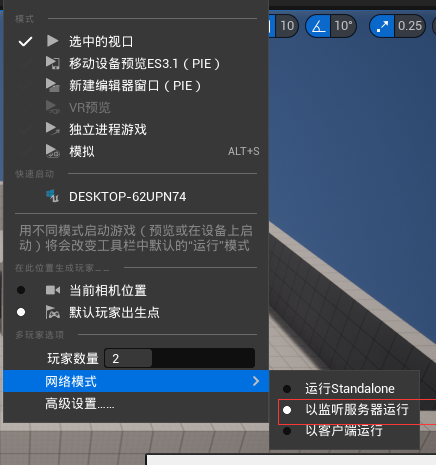 模式
10
10°
0.25
选中的视口
移动设备预览ES3.1（PIE）
新建编辑器窗口（PIE）
VR预览
独立进程游戏
模拟 ALT+S
快速启动
DESKTOP-62UPN74
用不同模式启动游戏（预览或在设备上启
动）将会改变工具栏中默认的“运行”模式
在此位置生成玩家……
当前相机位置
默认玩家出生点
多玩家选项
玩家数量 2
网络模式
运行Standalone
高级设置……
以监听服务器运行
以客户端运行